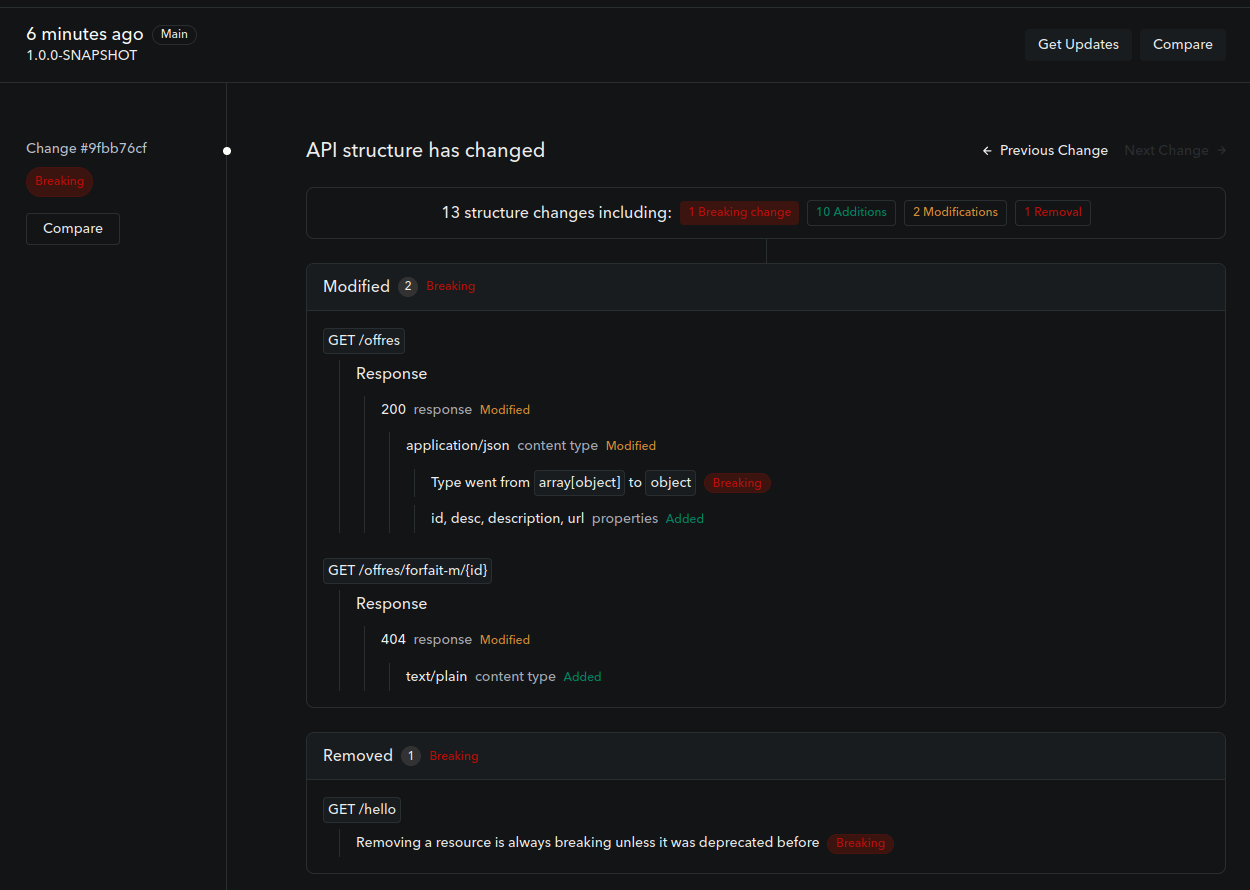 6 minutes ago Main
1.0.0-SNAPSHOT
Get Updates Compare
Change #9fbb76cf
Breaking
Compare
API structure has changed
← Previous Change Next Change →
13 structure changes including: 1 Breaking change 10 Additions 2 Modifications 1 Removal
Modified 2 Breaking
GET /offres
Response
200 response Modified
application/json content type Modified
Type went from array[object] to object Breaking
id, desc, description, url properties Added
GET /offres/forfait-m/{id}
Response
404 response Modified
text/plain content type Added
Removed 1 Breaking
GET /hello
Removing a resource is always breaking unless it was deprecated before Breaking